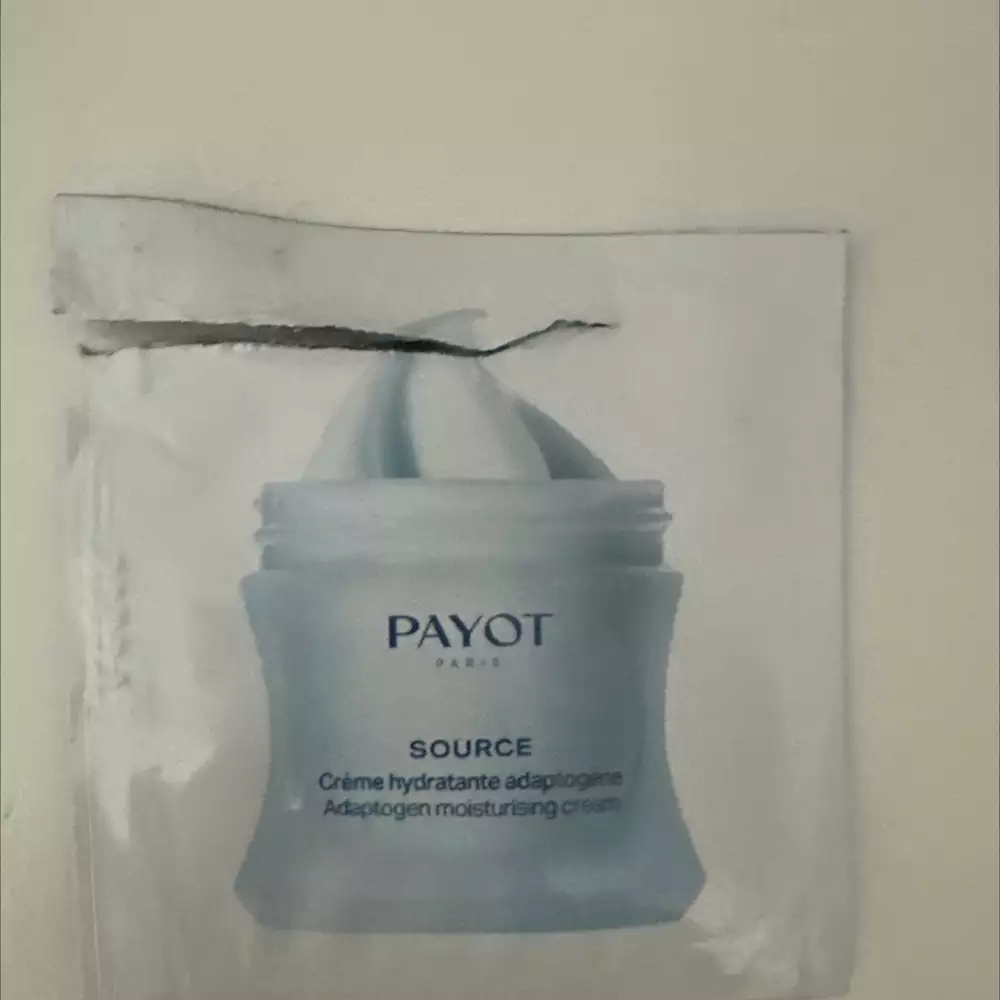 PAYOT
PARIS
SOURCE
Crème hydratante adaptogène
Adaptogen moisturising cream